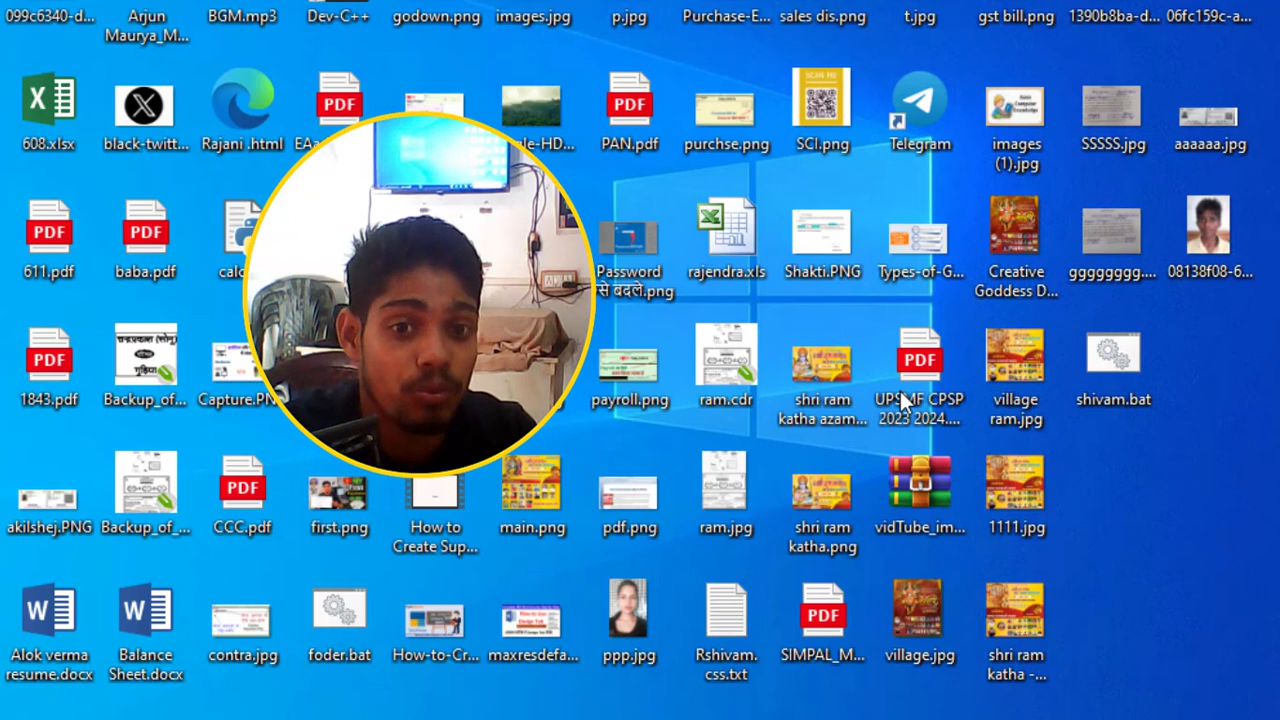 099c6340-d...
Arjun
Maurya_M...
BGM.mp3
Dev-C++
godown.png
images.jpg
p.jpg
Purchase-E...
sales dis.png
t.jpg
gst bill.png
1390b8ba-d...
06fc159c-a...
608.xlsx
black-twitt...
Rajani .html
PDF
PDF
PAN.pdf
purchse.png
SCAN ME
SCI.png
Telegram
images
(1).jpg
SSSSS.jpg
aaaaaa.jpg
PDF
611.pdf
PDF
baba.pdf
Password
से बदले.png
rajendra.xls
Shakti.PNG
Types-of-G...
Creative
Goddess D...
gggggggg....
08138f08-6...
PDF
1843.pdf
Backup_of_...
payroll.png
ram.cdr
shri ram
katha azam...
PDF
2023 2024....
village
ram.jpg
shivam.bat
akilshej.PNG
Backup_of_...
PDF
CCC.pdf
first.png
How to
Create Sup...
main.png
pdf.png
ram.jpg
shri ram
katha.png
vidTube_im...
1111.jpg
W
Alok verma
resume.docx
W
Balance
Sheet.docx
contra.jpg
foder.bat
How-to-Cr...
maxresdefa...
ppp.jpg
Rshivam.
css.txt
PDF
SIMPAL_M...
village.jpg
shri ram
katha -...